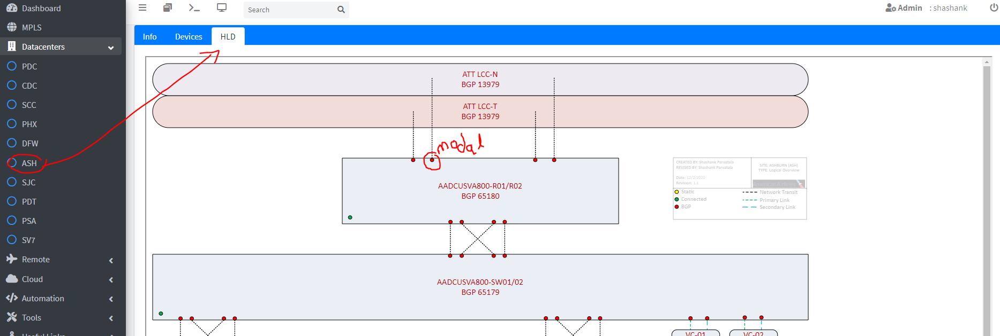 Dashboard
MPLS
Datacenters
PDC
CDC
SCC
PHX
DFW
ASH
SJC
PDT
PSA
SV7
Remote
Cloud
Automation
Tools
Useful Links
Search
Admin : shashank
Info Devices HLD
ATT LCC-N
BGP 13979
ATT LCC-T
BGP 13979
modal
AADCUSVA800-R01/R02
BGP 65180
CREATED BY: Shashank Parvatala
REVISED BY: Shashank Parvatala
Date: 12/2/2020
Revision: 1.1
SITE: ASHBURN (ASH)
TYPE: Logical Overview
American Airlines
Static
Connected
BGP
Network Transit
Primary Link
Secondary Link
AADCUSVA800-SW01/02
BGP 65179
VC-01
VC-02